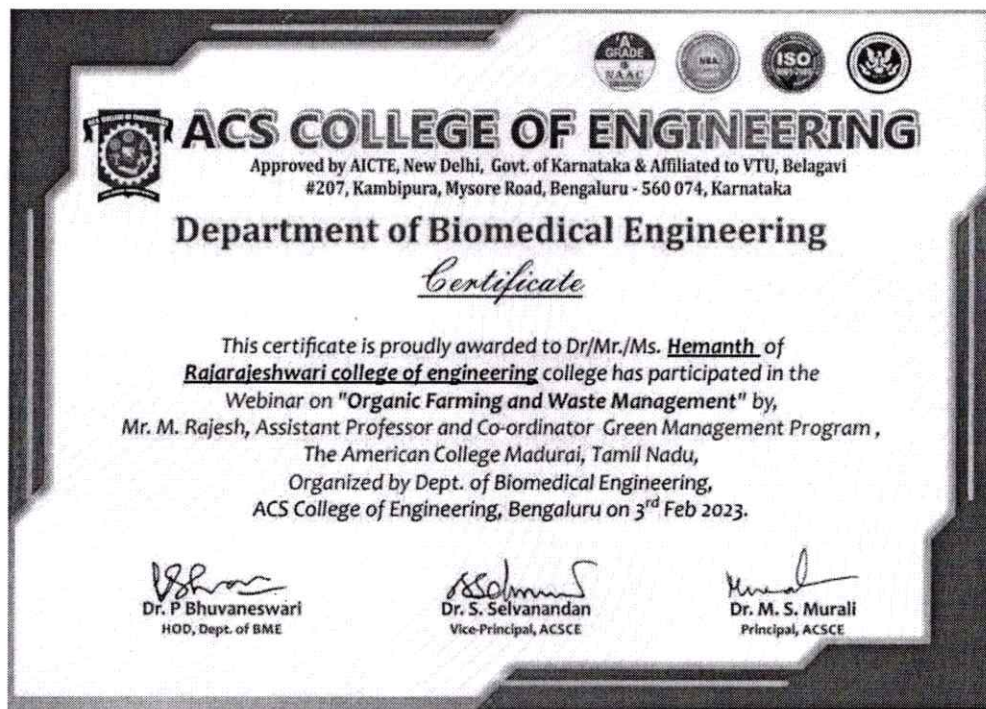 'A'
GRADE
NAAC
NBA
ISO
ACS COLLEGE OF ENGINEERING
Approved by AICTE, New Delhi, Govt. of Karnataka & Affiliated to VTU, Belagavi
#207, Kambipura, Mysore Road, Bengaluru - 560 074, Karnataka
Department of Biomedical Engineering
Certificate
This certificate is proudly awarded to Dr/Mr./Ms. Hemanth of
Rajarajeshwari college of engineering college has participated in the
Webinar on "Organic Farming and Waste Management" by,
Mr. M. Rajesh, Assistant Professor and Co-ordinator Green Management Program ,
The American College Madurai, Tamil Nadu,
Organized by Dept. of Biomedical Engineering,
ACS College of Engineering, Bengaluru on 3rd Feb 2023.
Dr. P Bhuvaneswari
HOD, Dept. of BME
Dr. S. Selvanandan
Vice-Principal, ACSCE
Dr. M. S. Murali
Principal, ACSCE